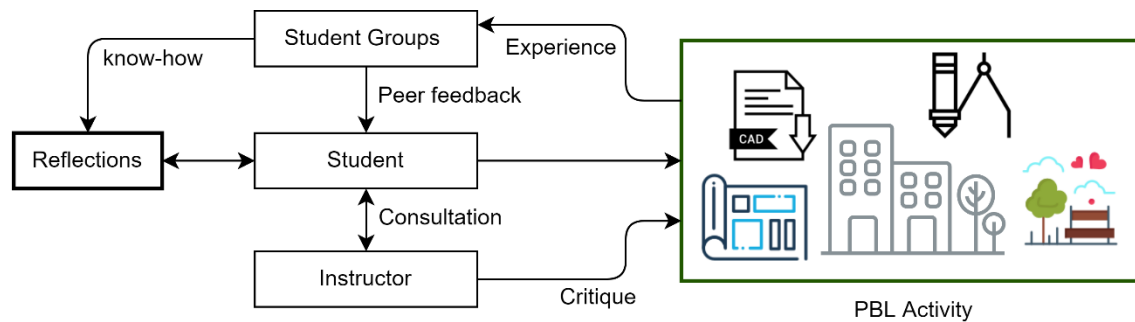 Student Groups
Experience
know-how
Peer feedback
CAD
Reflections
Student
Consultation
Instructor
Critique
PBL Activity